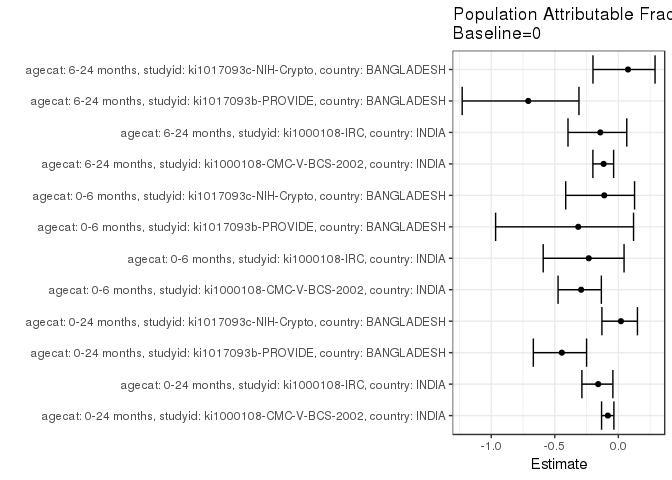 Population Attributable Frac
Baseline=0
agecat: 6-24 months, studyid: ki1017093c-NIH-Crypto, country: BANGLADESH
agecat: 6-24 months, studyid: ki1017093b-PROVIDE, country: BANGLADESH
agecat: 6-24 months, studyid: ki1000108-IRC, country: INDIA
agecat: 6-24 months, studyid: ki1000108-CMC-V-BCS-2002, country: INDIA
agecat: 0-6 months, studyid: ki1017093c-NIH-Crypto, country: BANGLADESH
agecat: 0-6 months, studyid: ki1017093b-PROVIDE, country: BANGLADESH
agecat: 0-6 months, studyid: ki1000108-IRC, country: INDIA
agecat: 0-6 months, studyid: ki1000108-CMC-V-BCS-2002, country: INDIA
agecat: 0-24 months, studyid: ki1017093c-NIH-Crypto, country: BANGLADESH
agecat: 0-24 months, studyid: ki1017093b-PROVIDE, country: BANGLADESH
agecat: 0-24 months, studyid: ki1000108-IRC, country: INDIA
agecat: 0-24 months, studyid: ki1000108-CMC-V-BCS-2002, country: INDIA
-1.0 -0.5 0.0
Estimate